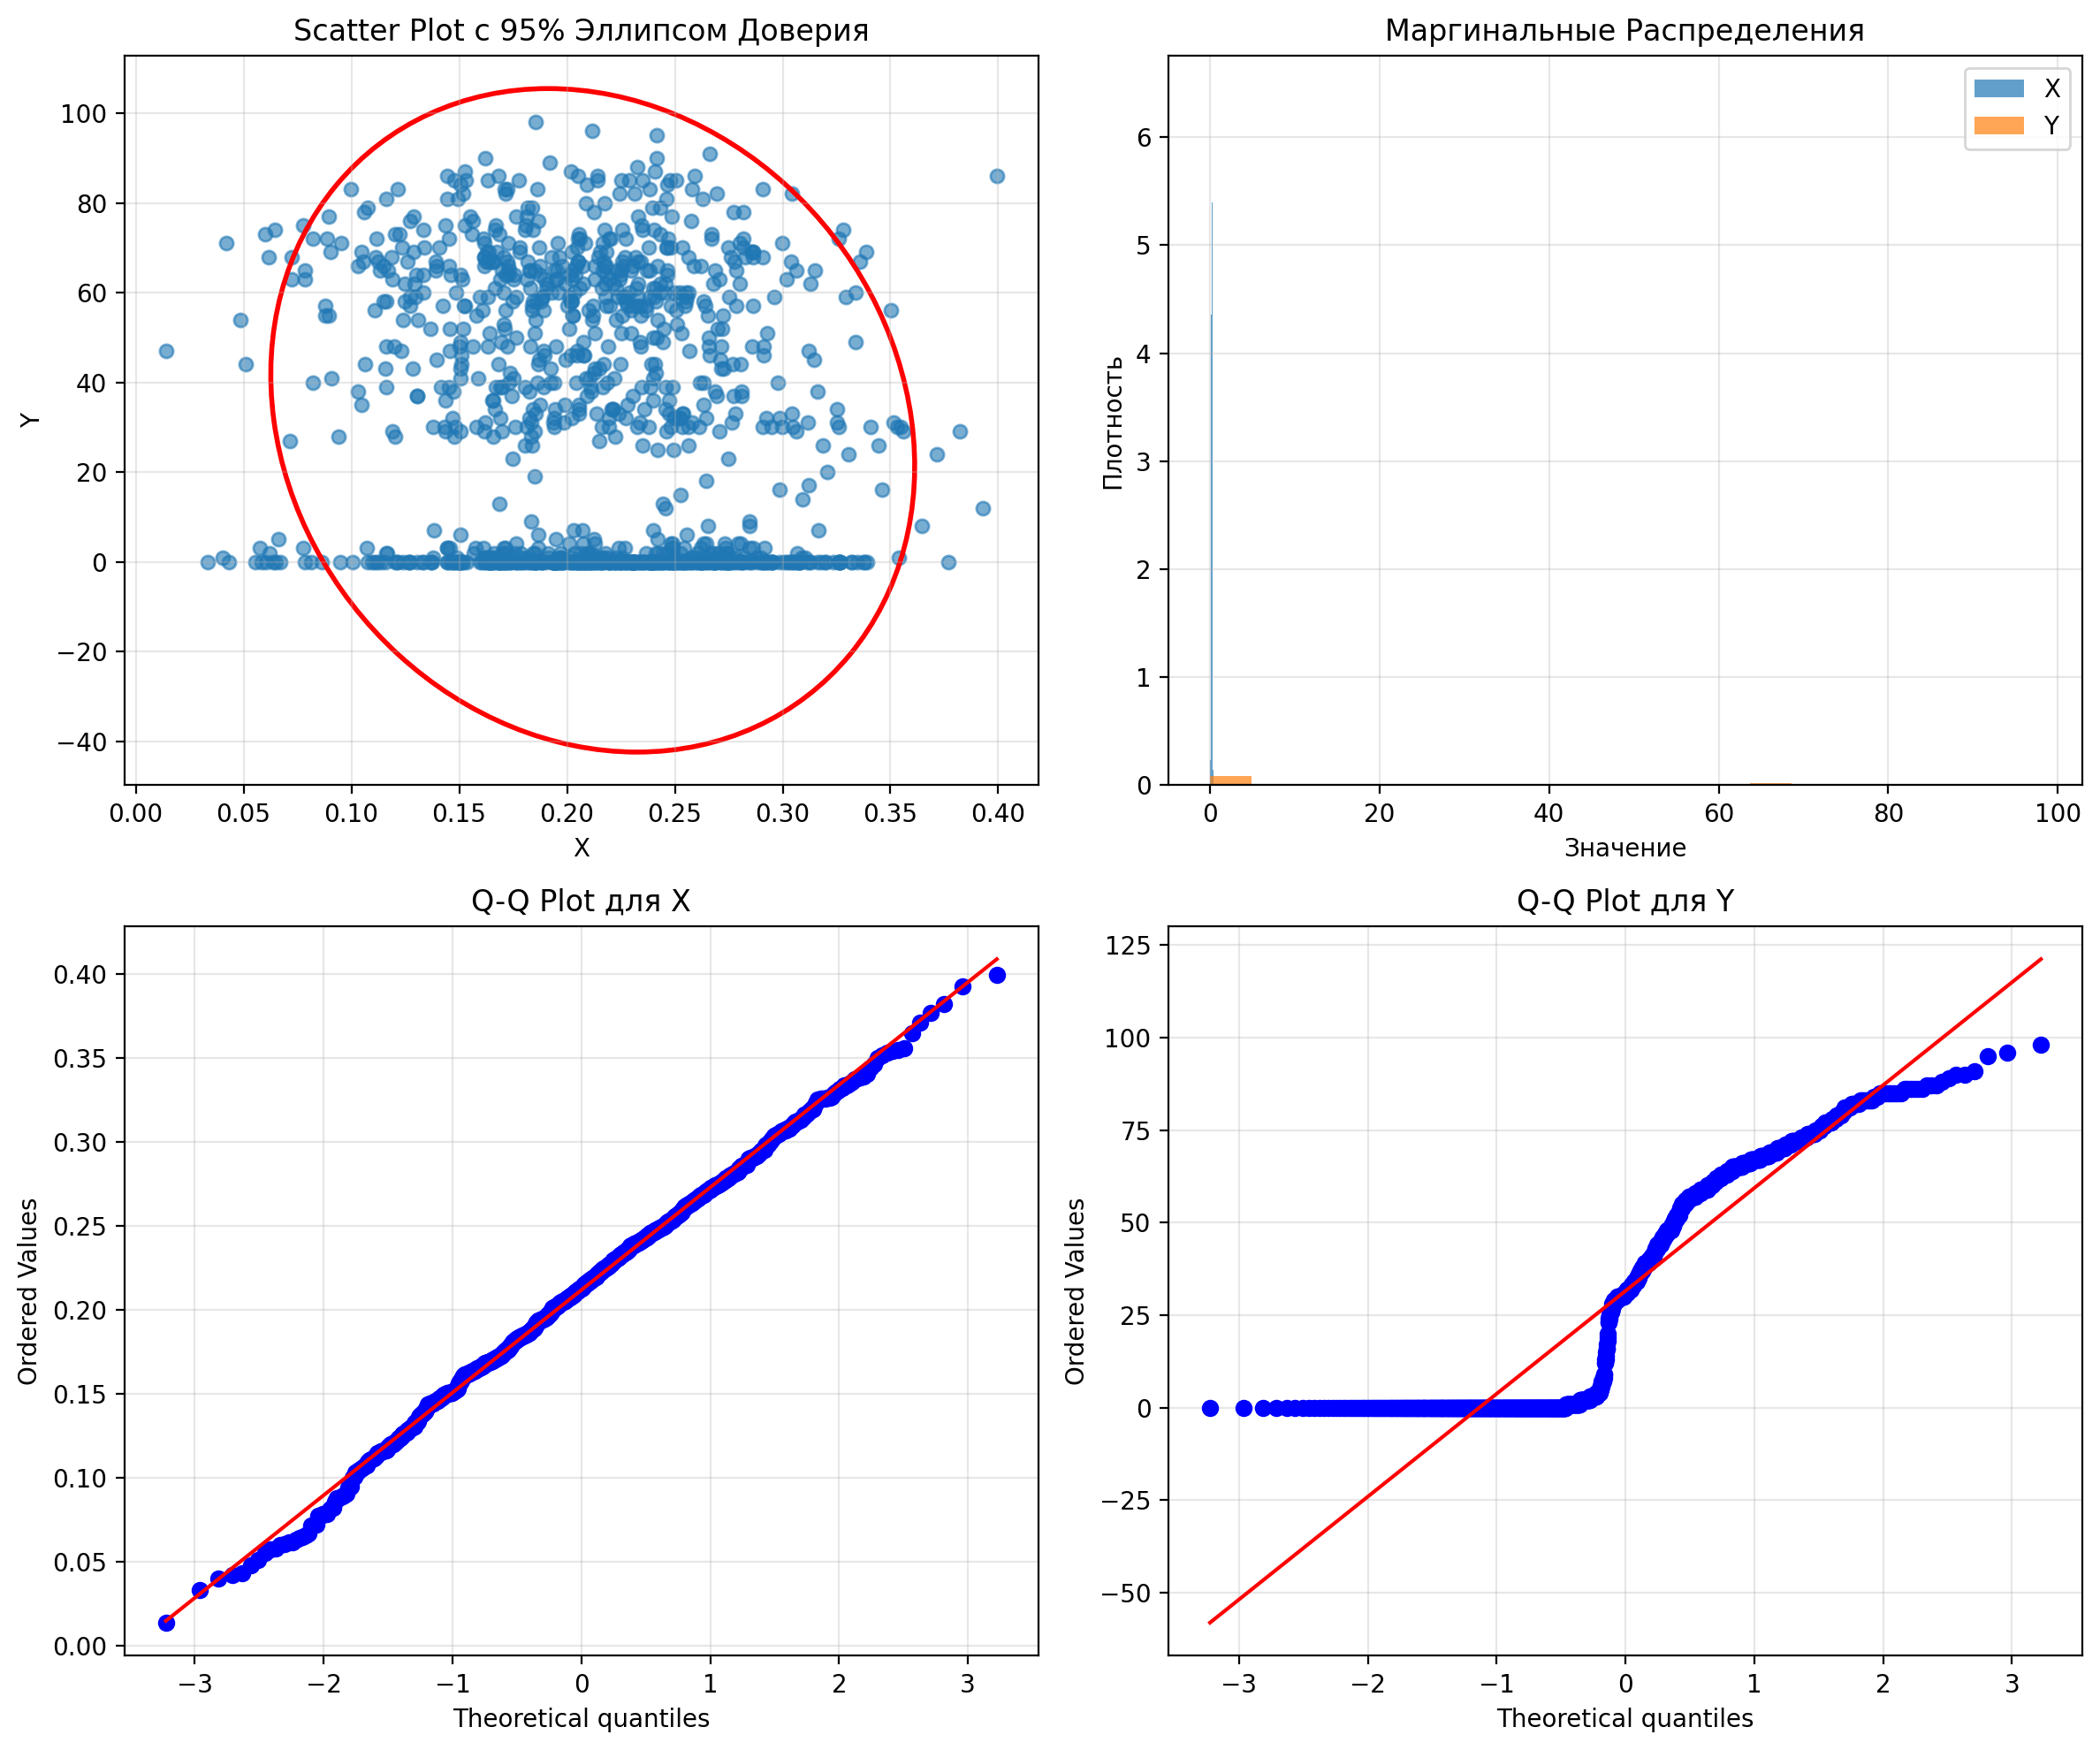 Scatter Plot с 95% Эллипсом Доверия
100
80
60
40
20
0
−20
−40
Y
0.00 0.05 0.10 0.15 0.20 0.25 0.30 0.35 0.40
X
Маргинальные Распределения
X
Y
6
5
4
3
2
1
0
Плотность
0 20 40 60 80 100
Значение
Q-Q Plot для X
0.40
0.35
0.30
0.25
0.20
0.15
0.10
0.05
0.00
Ordered Values
−3 −2 −1 0 1 2 3
Theoretical quantiles
Q-Q Plot для Y
125
100
75
50
25
0
−25
−50
Ordered Values
−3 −2 −1 0 1 2 3
Theoretical quantiles